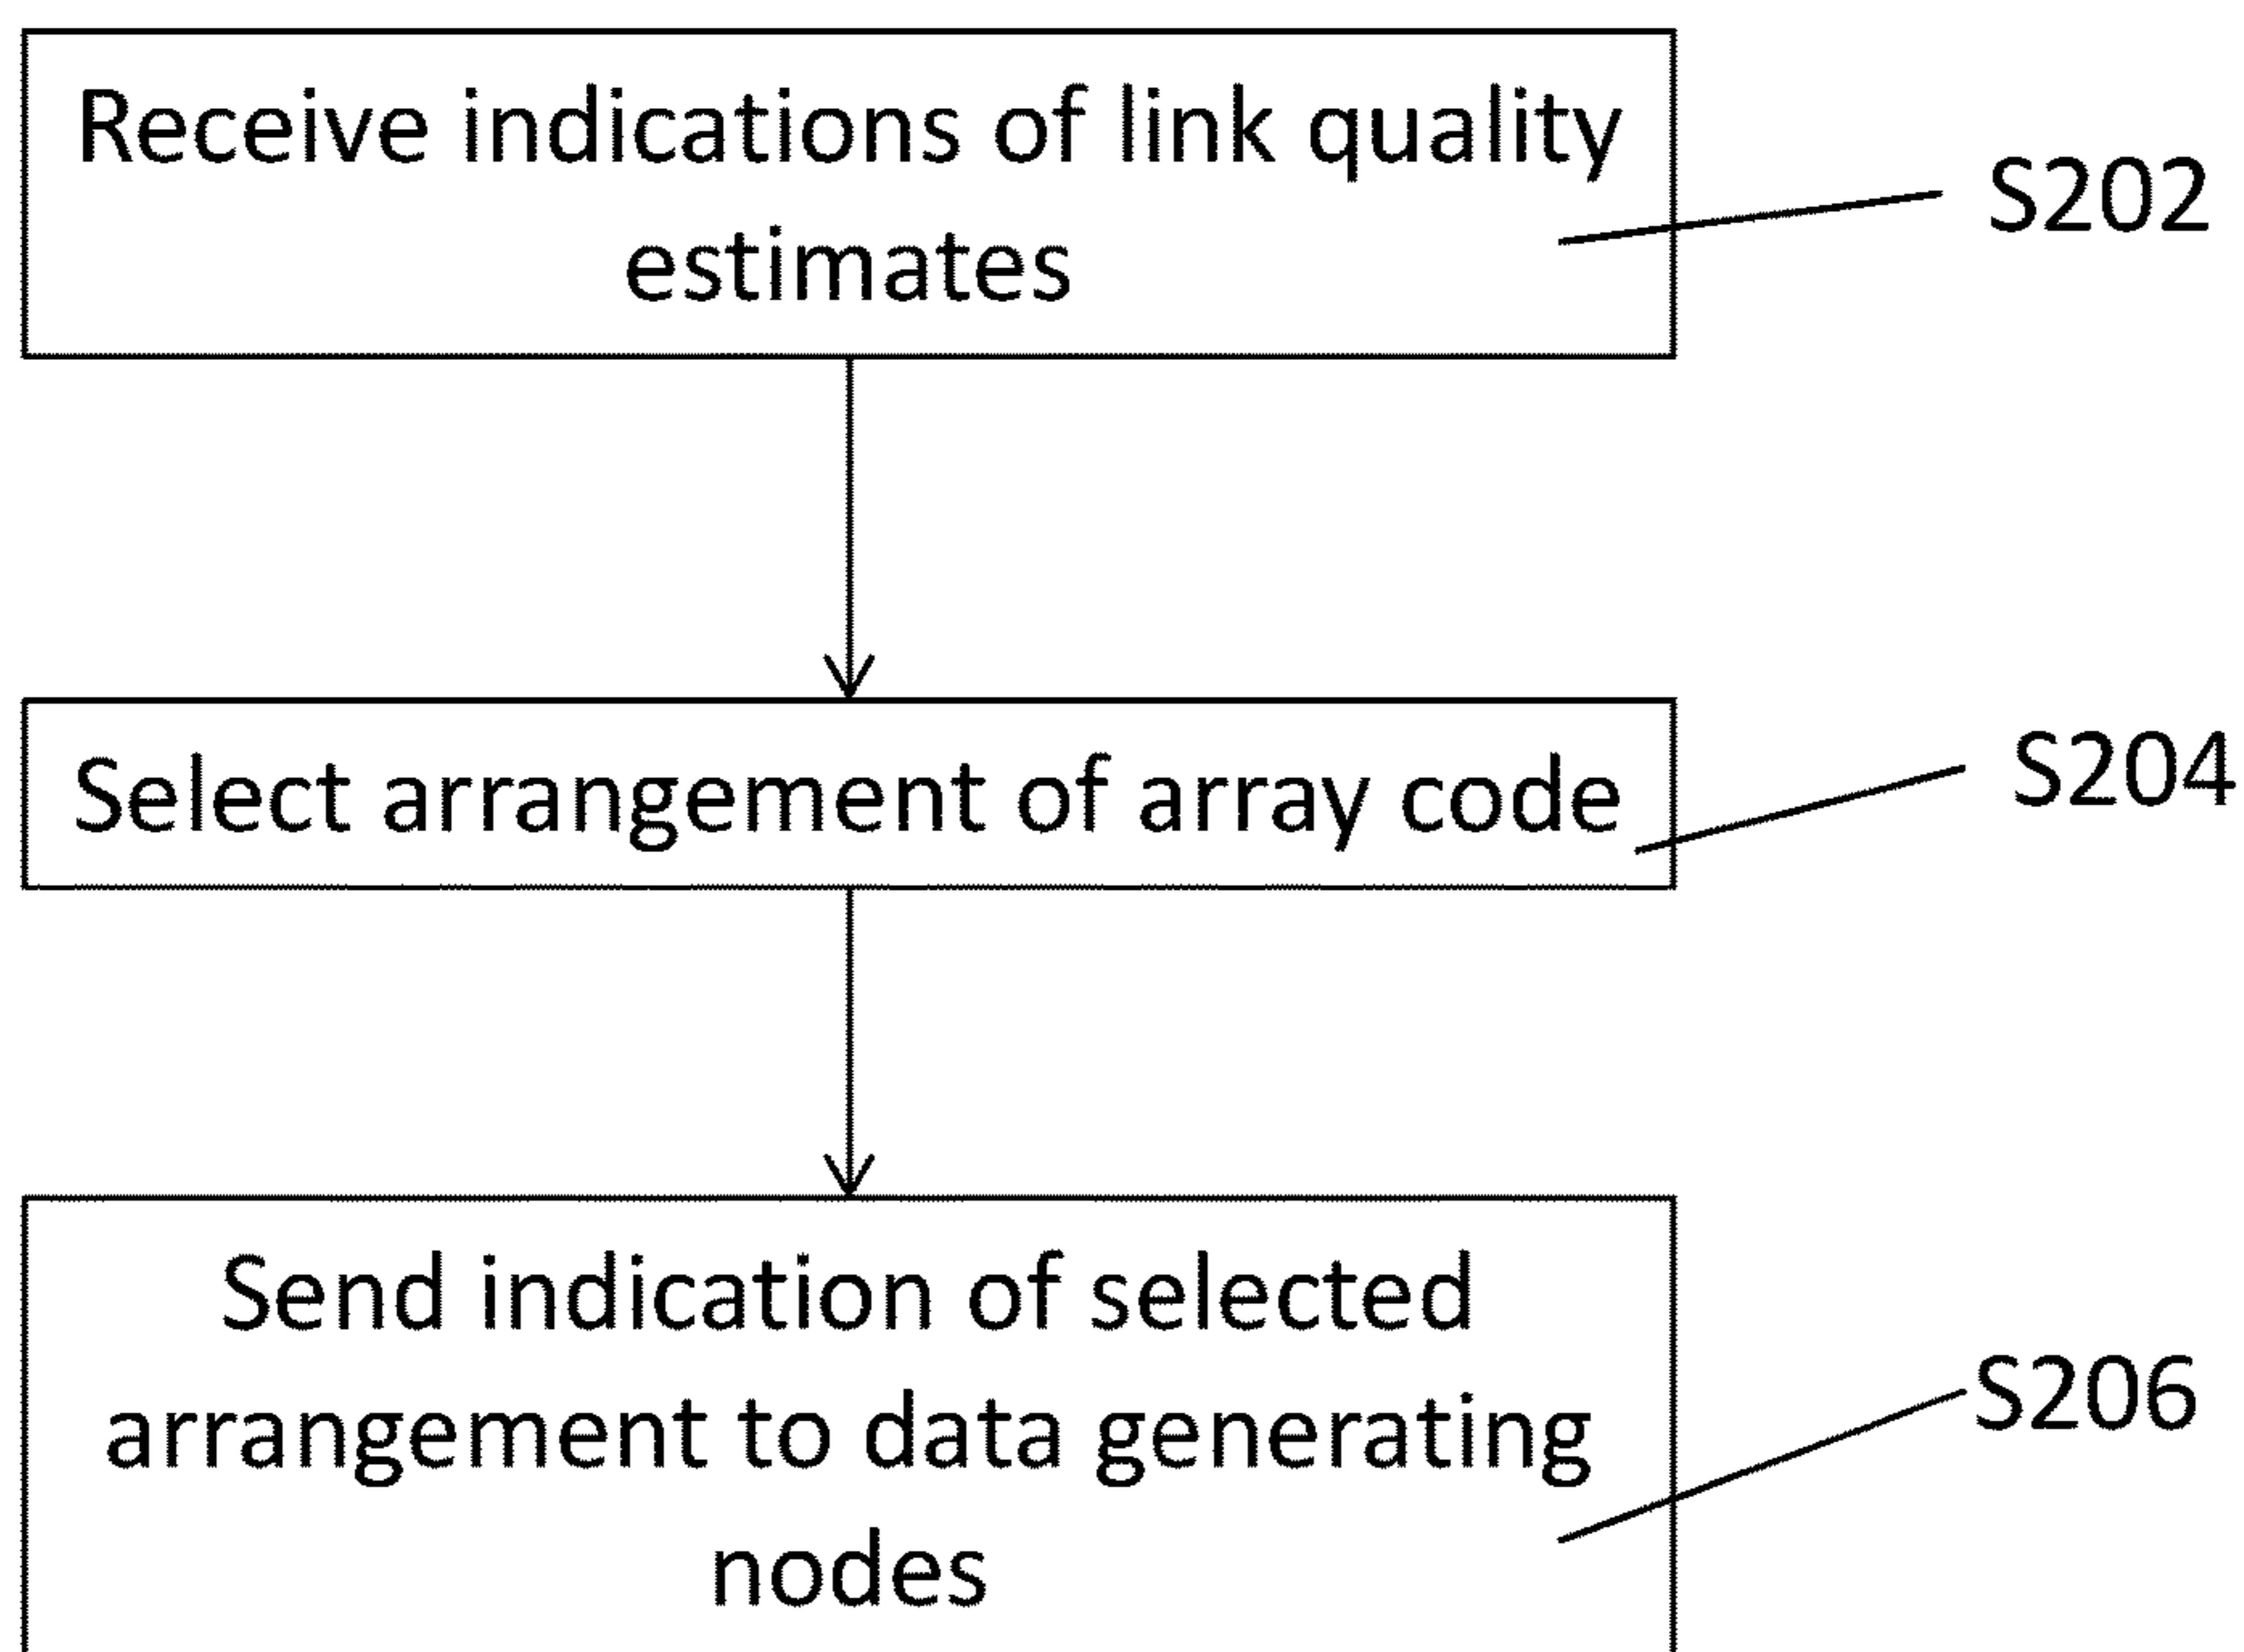 Receive indications of link quality
estimates
S202
Select arrangement of array code
S204
Send indication of selected
arrangement to data generating
nodes
S206